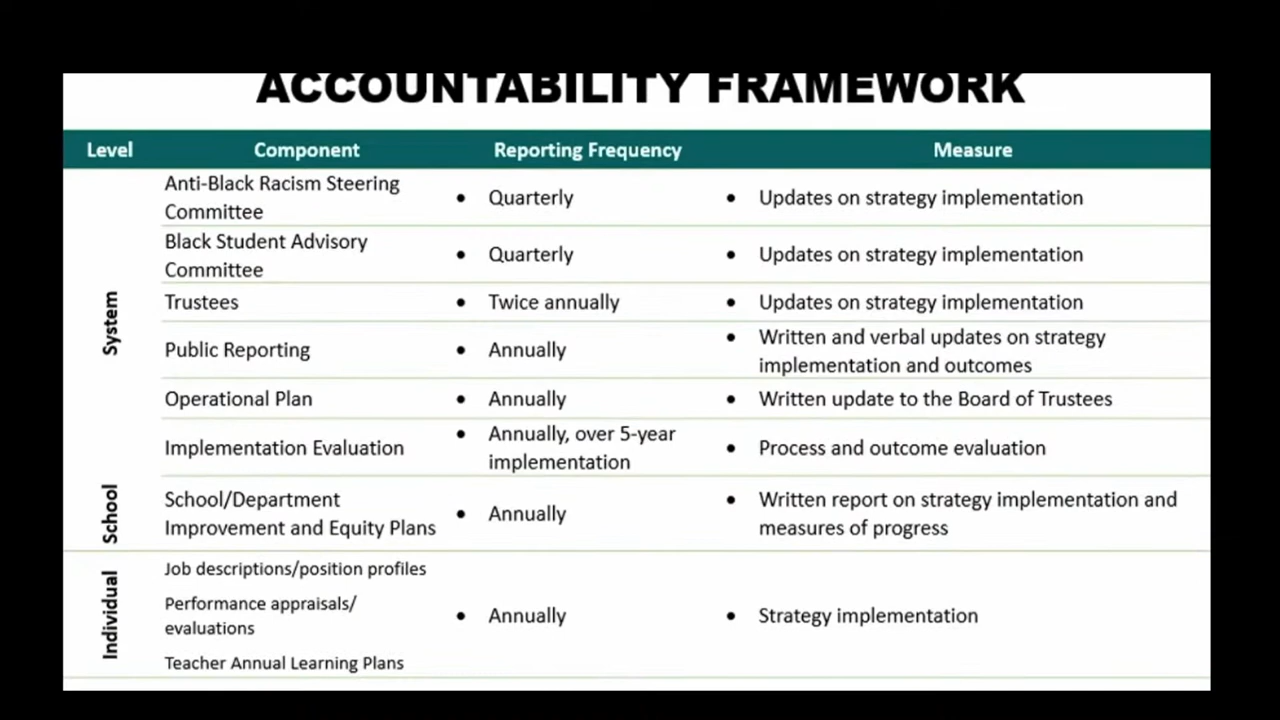 ACCOUNTABILITY FRAMEWORK
Level Component Reporting Frequency Measure
System
Anti-Black Racism Steering
Committee
• Quarterly
• Updates on strategy implementation
Black Student Advisory
Committee
• Quarterly
• Updates on strategy implementation
Trustees
• Twice annually
• Updates on strategy implementation
Public Reporting
• Annually
• Written and verbal updates on strategy
implementation and outcomes
Operational Plan
• Annually
• Written update to the Board of Trustees
Implementation Evaluation
• Annually, over 5-year
implementation
• Process and outcome evaluation
School
School/Department
Improvement and Equity Plans
• Annually
• Written report on strategy implementation and
measures of progress
Individual
Job descriptions/position profiles
Performance appraisals/
evaluations
Teacher Annual Learning Plans
• Annually
• Strategy implementation